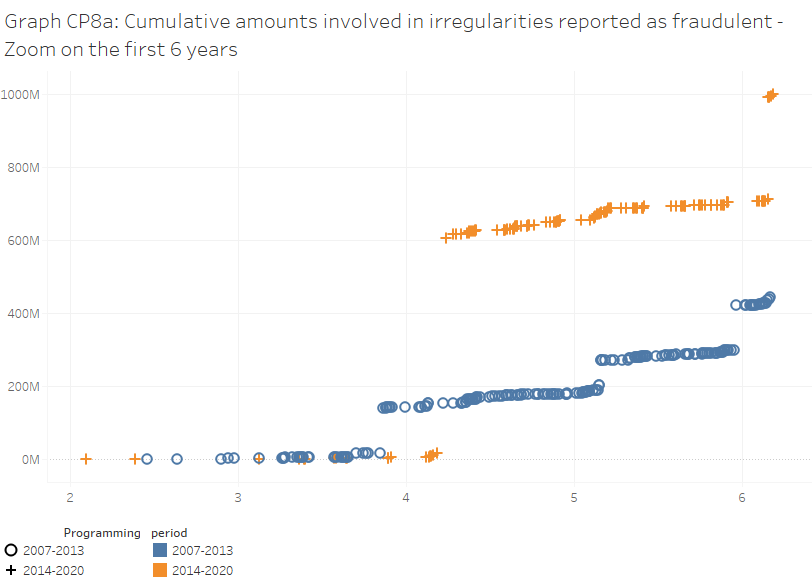 Graph CP8a: Cumulative amounts involved in irregularities reported as fraudulent -
Zoom on the first 6 years
1000M
800M
600M
400M
200M
0M
2 3 4 5 6
Programming period
2007-2013 2007-2013
2014-2020 2014-2020